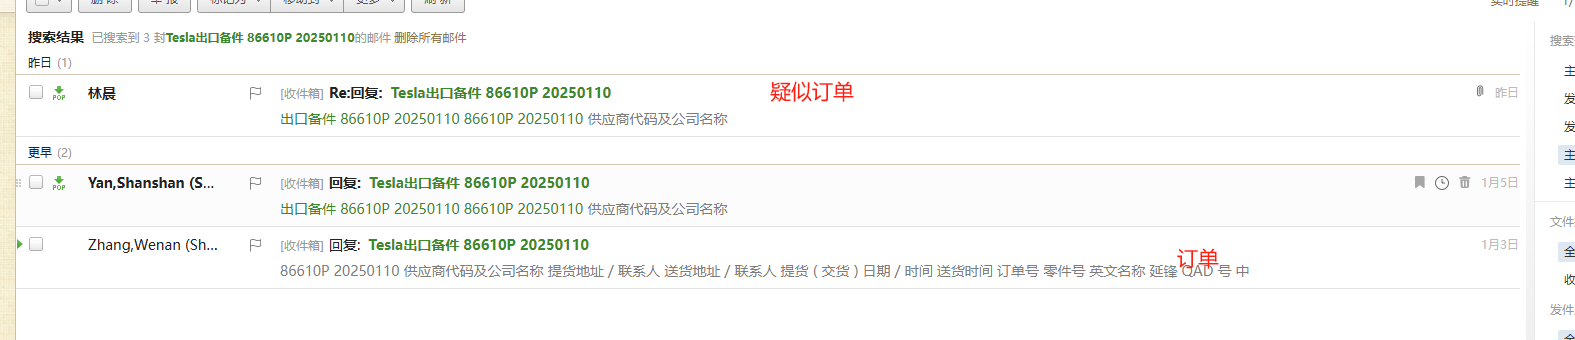 删 除 举 报 标记为 移动到 更多 刷 新 实时提醒 1/
搜索结果 已搜索到 3 封Tesla出口备件 86610P 20250110的邮件 删除所有邮件
搜索
昨日 (1)
主
林晨 [收件箱] Re:回复: Tesla出口备件 86610P 20250110 疑似订单 昨日
发
出口备件 86610P 20250110 86610P 20250110 供应商代码及公司名称
发
更早 (2)
主
Yan,Shanshan (S... [收件箱] 回复: Tesla出口备件 86610P 20250110 1月5日
主
出口备件 86610P 20250110 86610P 20250110 供应商代码及公司名称
文件
Zhang,Wenan (Sh... [收件箱] 回复: Tesla出口备件 86610P 20250110 1月3日
全
订单
86610P 20250110 供应商代码及公司名称 提货地址 / 联系人 送货地址 / 联系人 提货 ( 交货 ) 日期 / 时间 送货时间 订单号 零件号 英文名称 延锋 QAD 号 中
收
发件